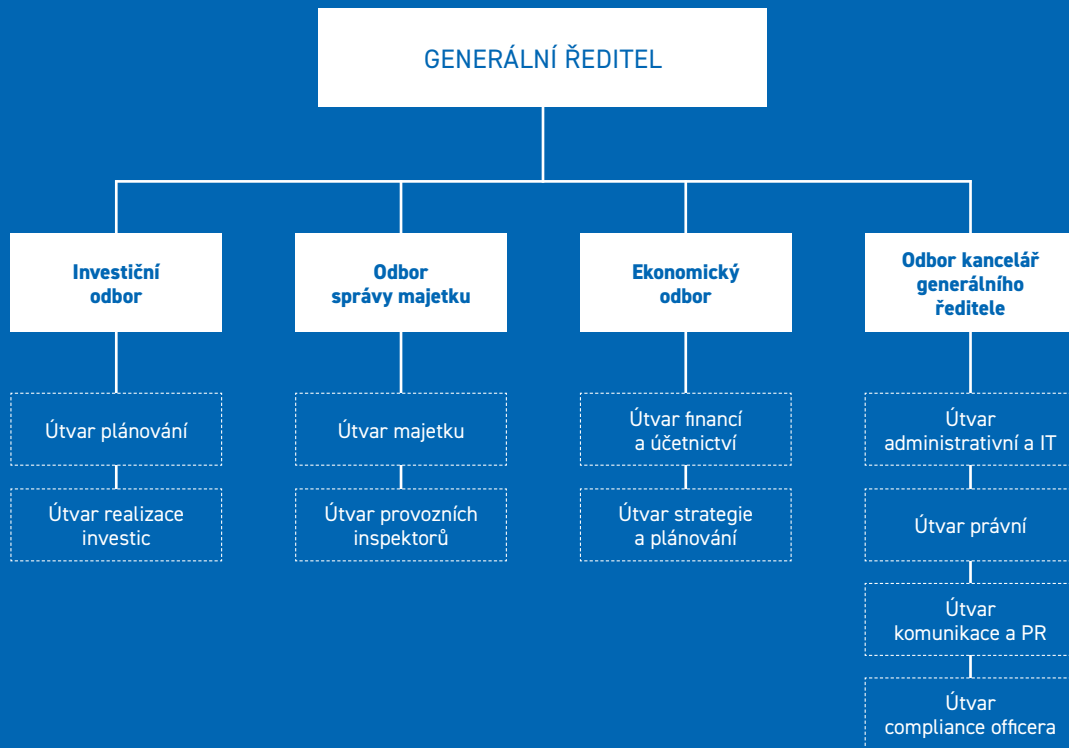 GENERÁLNÍ ŘEDITEL
Investiční
odbor
Odbor
správy majetku
Ekonomický
odbor
Odbor kancelář
generálního
ředitele
Útvar plánování
Útvar majetku
Útvar financí
a účetnictví
Útvar
administrativní a IT
Útvar realizace
investic
Útvar provozních
inspektorů
Útvar strategie
a plánování
Útvar právní
Útvar
komunikace a PR
Útvar
compliance officera